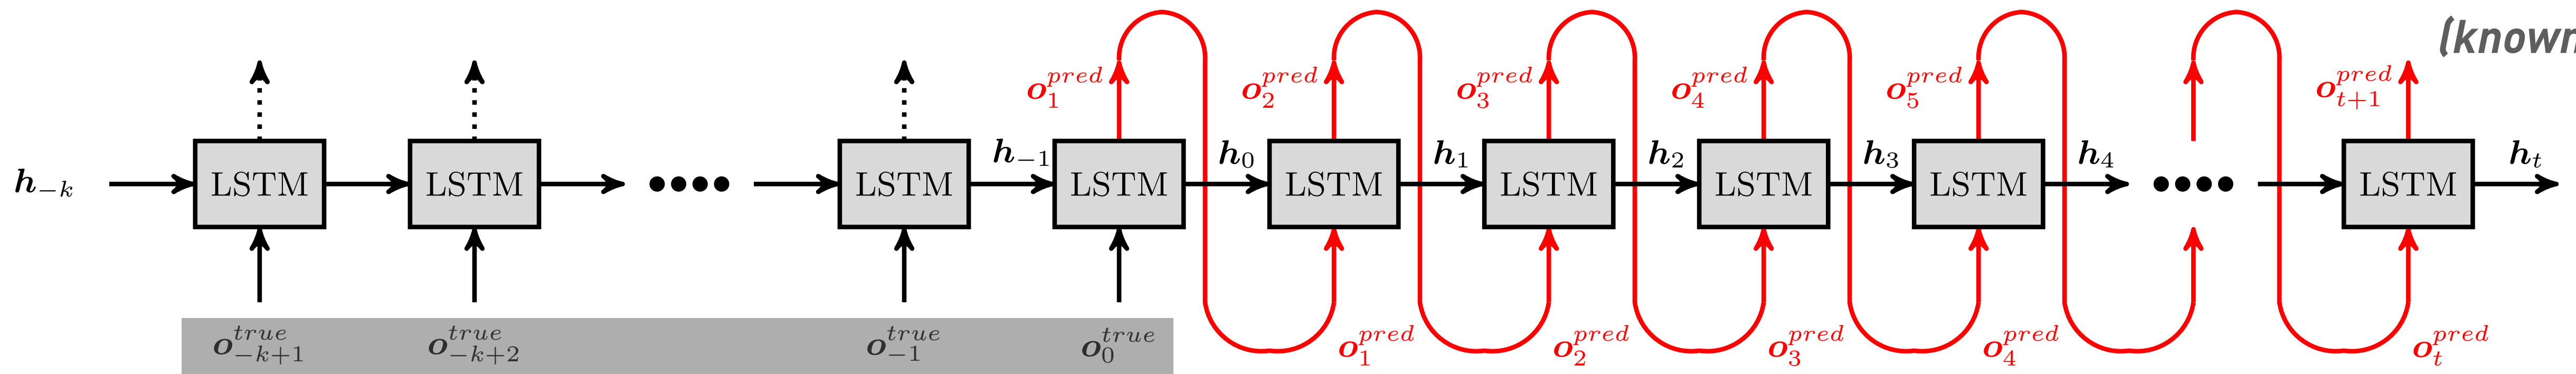 (known
o_1^{pred} o_2^{pred} o_3^{pred} o_4^{pred} o_5^{pred} o_{t+1}^{pred}
h_{-k} LSTM LSTM LSTM h_{-1} LSTM h_0 LSTM h_1 LSTM h_2 LSTM h_3 LSTM h_4 LSTM h_t
o_{-k+1}^{true} o_{-k+2}^{true} o_{-1}^{true} o_0^{true} o_1^{pred} o_2^{pred} o_3^{pred} o_4^{pred} o_t^{pred}